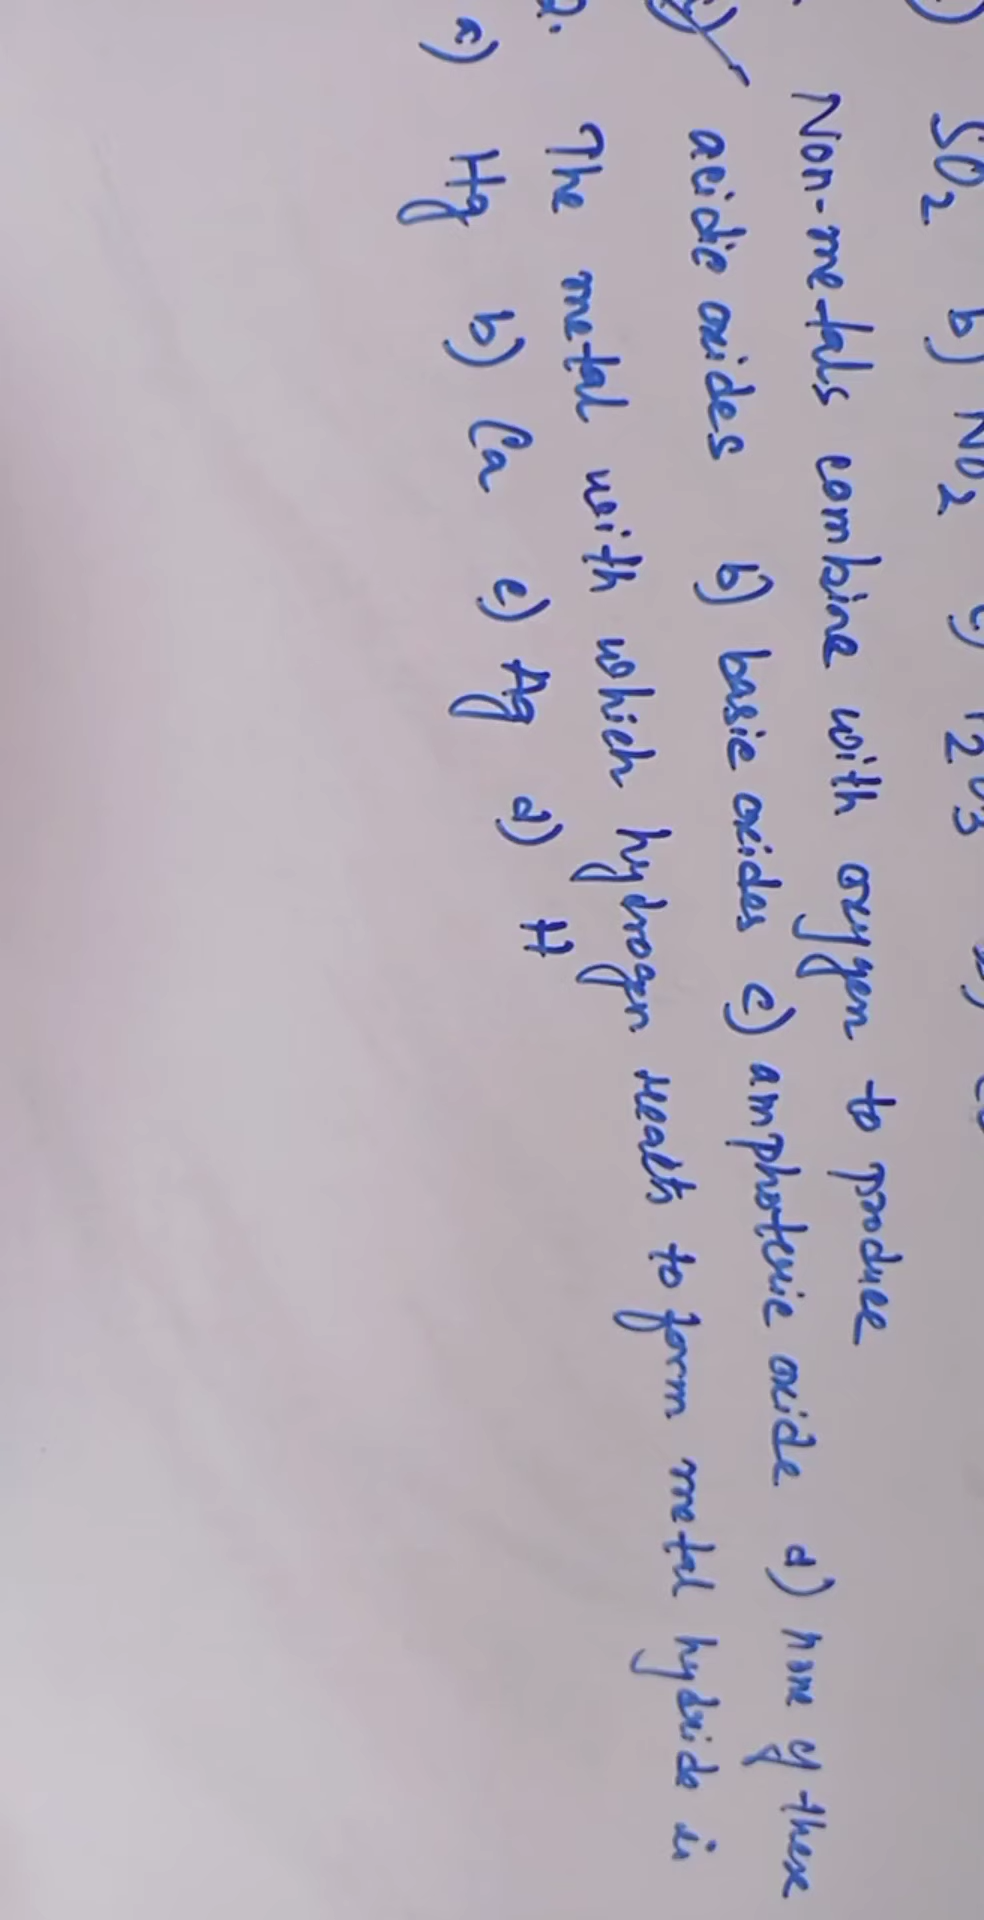 SO2 b) NO2 c)
Non-metals combine with oxygen to produce
acidic oxides b) basic oxides c) amphoteric oxide d) none of these
2. The metal with which hydrogen reacts to form metal hydride is
a) Hg b) Ca c) Ag d) H